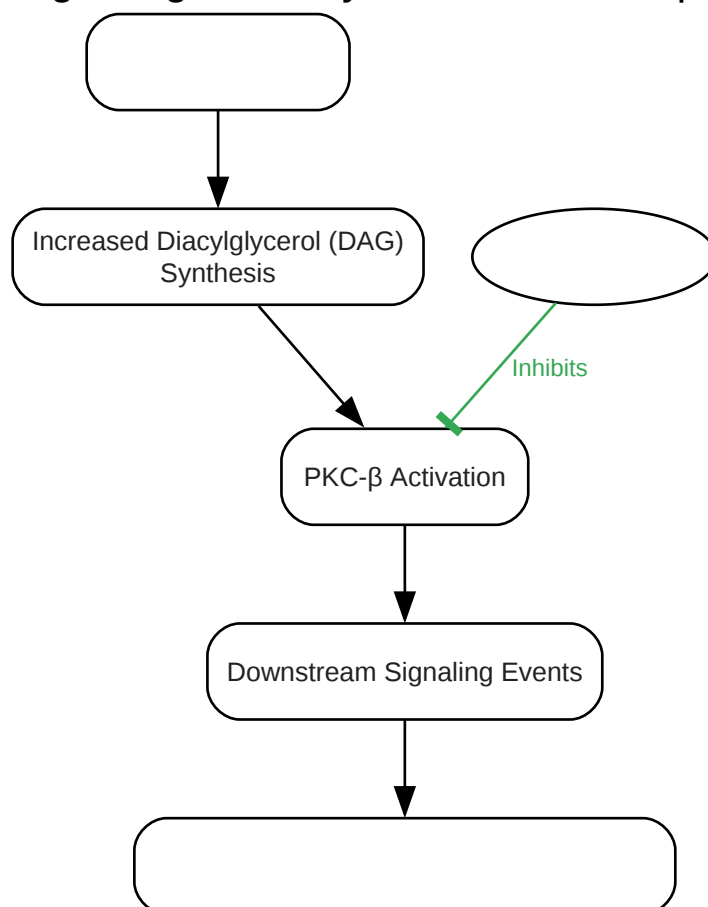 Increased Diacylglycerol (DAG)
Synthesis
Inhibits
PKC-β Activation
Downstream Signaling Events